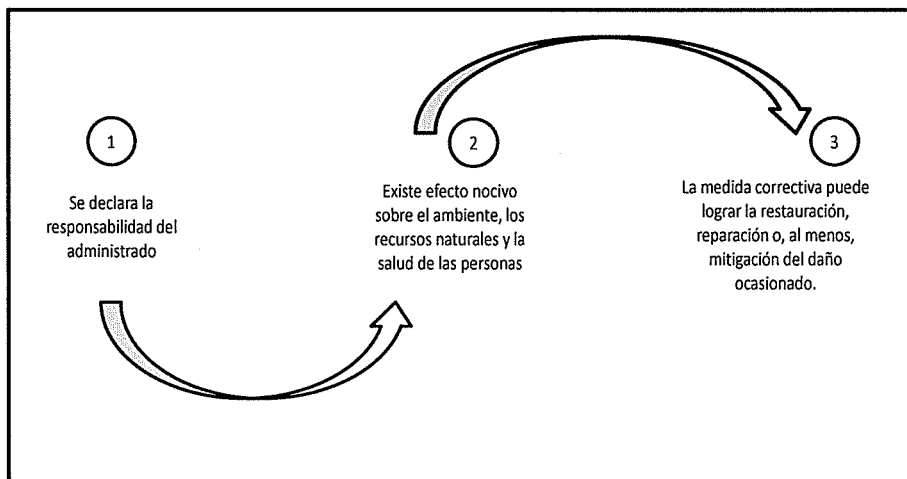 1
Se declara la
responsabilidad del
administrado
2
Existe efecto nocivo
sobre el ambiente, los
recursos naturales y la
salud de las personas
3
La medida correctiva puede
lograr la restauración,
reparación o, al menos,
mitigación del daño
ocasionado.